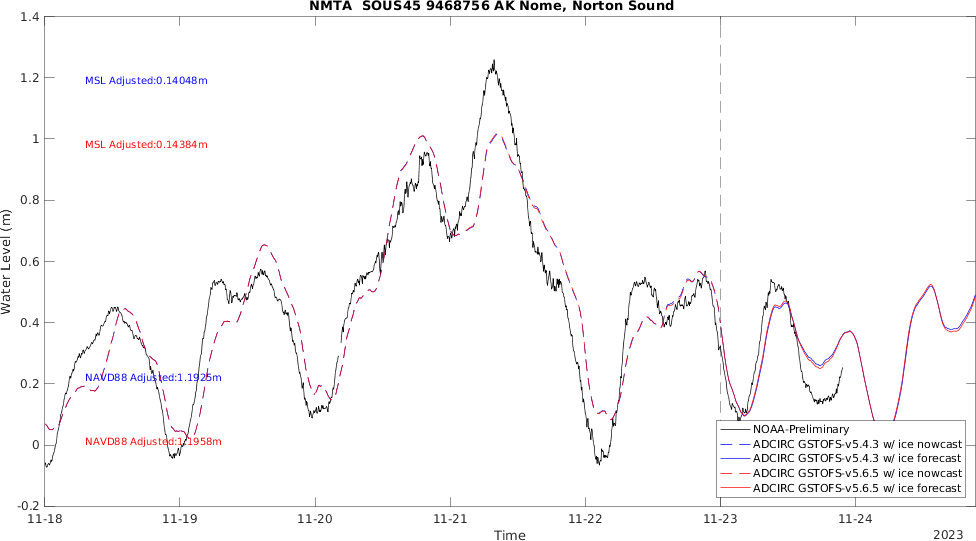 NMTA SOUS45 9468756 AK Nome, Norton Sound
1.4
1.2
1
0.8
0.6
0.4
0.2
0
-0.2
Water Level (m)
MSL Adjusted:0.14048m
MSL Adjusted:0.14384m
NAVD88 Adjusted:1.1925m
NAVD88 Adjusted:1.1958m
NOAA-Preliminary
ADCIRC GSTOFS-v5.4.3 w/ ice nowcast
ADCIRC GSTOFS-v5.4.3 w/ ice forecast
ADCIRC GSTOFS-v5.6.5 w/ ice nowcast
ADCIRC GSTOFS-v5.6.5 w/ ice forecast
11-18 11-19 11-20 11-21 11-22 11-23 11-24
Time
2023